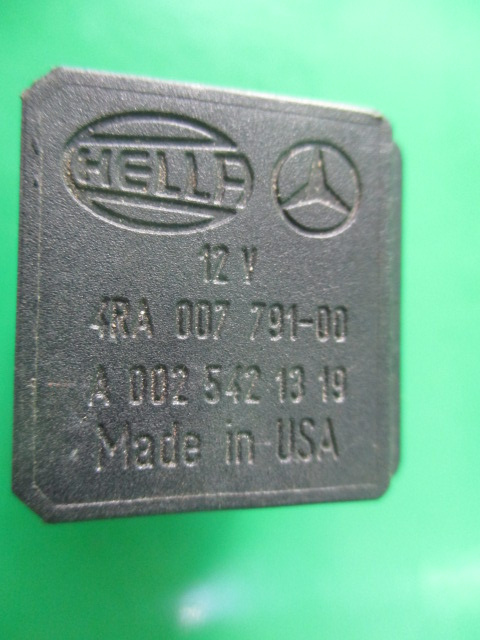 HELLA
12 V
4RA 007 791-00
A 002 542 13 19
Made in USA